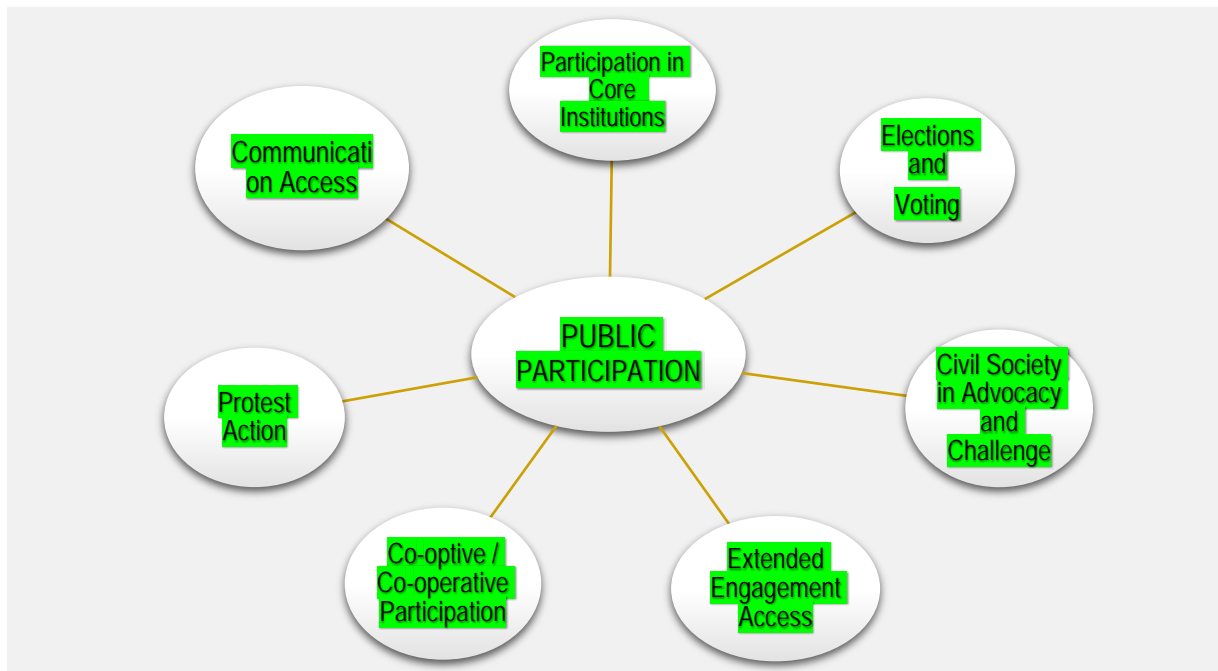 Participation in
Core
Institutions
Communicati
on Access
Elections
and
Voting
PUBLIC
PARTICIPATION
Civil Society
in Advocacy
and
Challenge
Protest
Action
Co-optive /
Co-operative
Participation
Extended
Engagement
Access